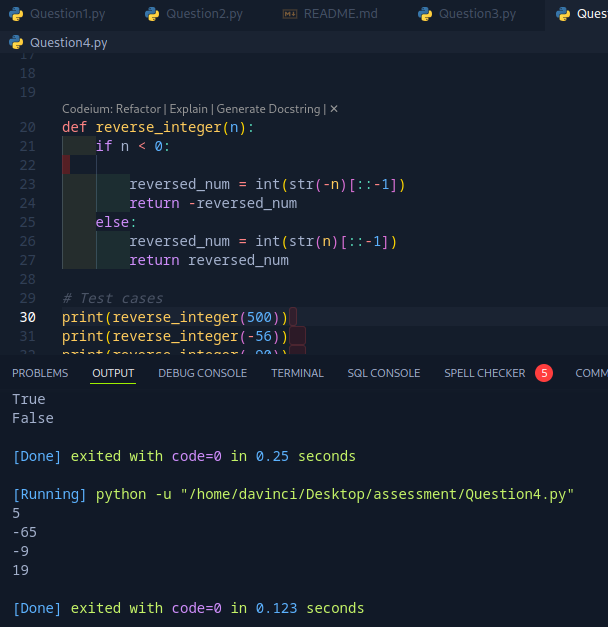 Question1.py Question2.py README.md Question3.py Ques
Question4.py
17
18
19
Codeium: Refactor | Explain | Generate Docstring | ✕
20 def reverse_integer(n):
21 if n < 0:
22
23 reversed_num = int(str(-n)[::-1])
24 return -reversed_num
25 else:
26 reversed_num = int(str(n)[::-1])
27 return reversed_num
28
29 # Test cases
30 print(reverse_integer(500))
31 print(reverse_integer(-56))
32 print(reverse_integer(-90))
PROBLEMS OUTPUT DEBUG CONSOLE TERMINAL SQL CONSOLE SPELL CHECKER 5 COMM
True
False
[Done] exited with code=0 in 0.25 seconds
[Running] python -u "/home/davinci/Desktop/assessment/Question4.py"
5
-65
-9
19
[Done] exited with code=0 in 0.123 seconds